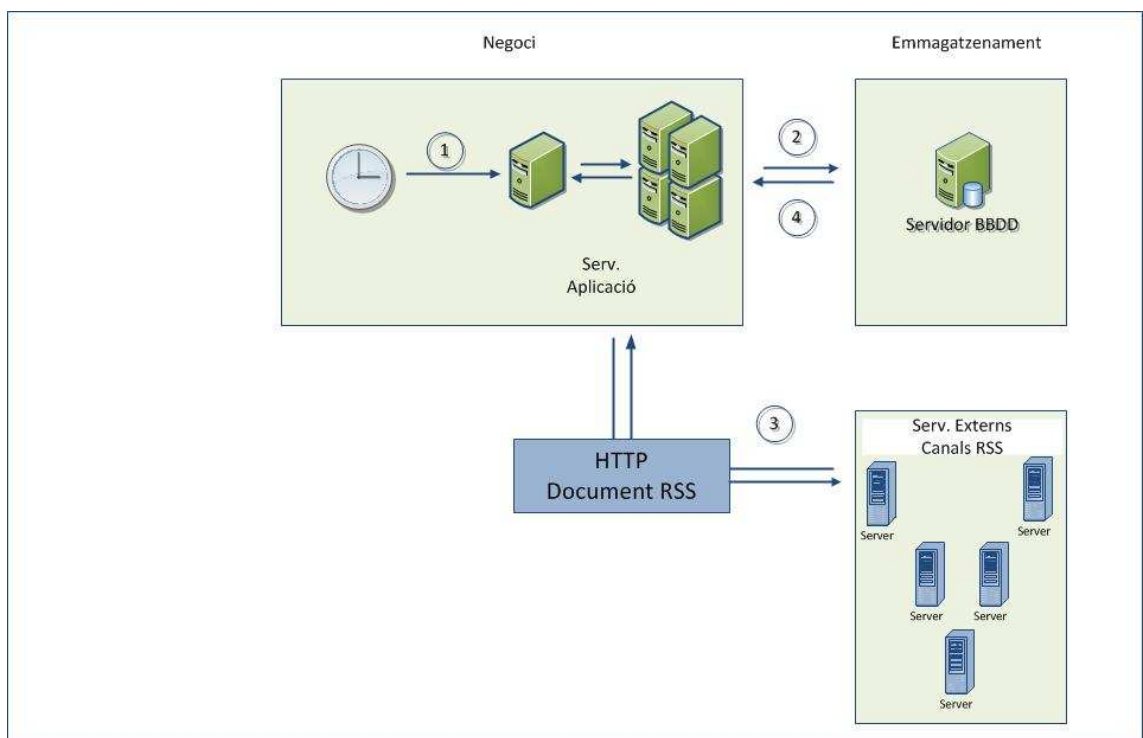 Negoci
Emmagatzenament
1
2
4
Servidor BBDD
Serv.
Aplicació
3
HTTP
Document RSS
Serv. Externs
Canals RSS
Server
Server
Server
Server
Server